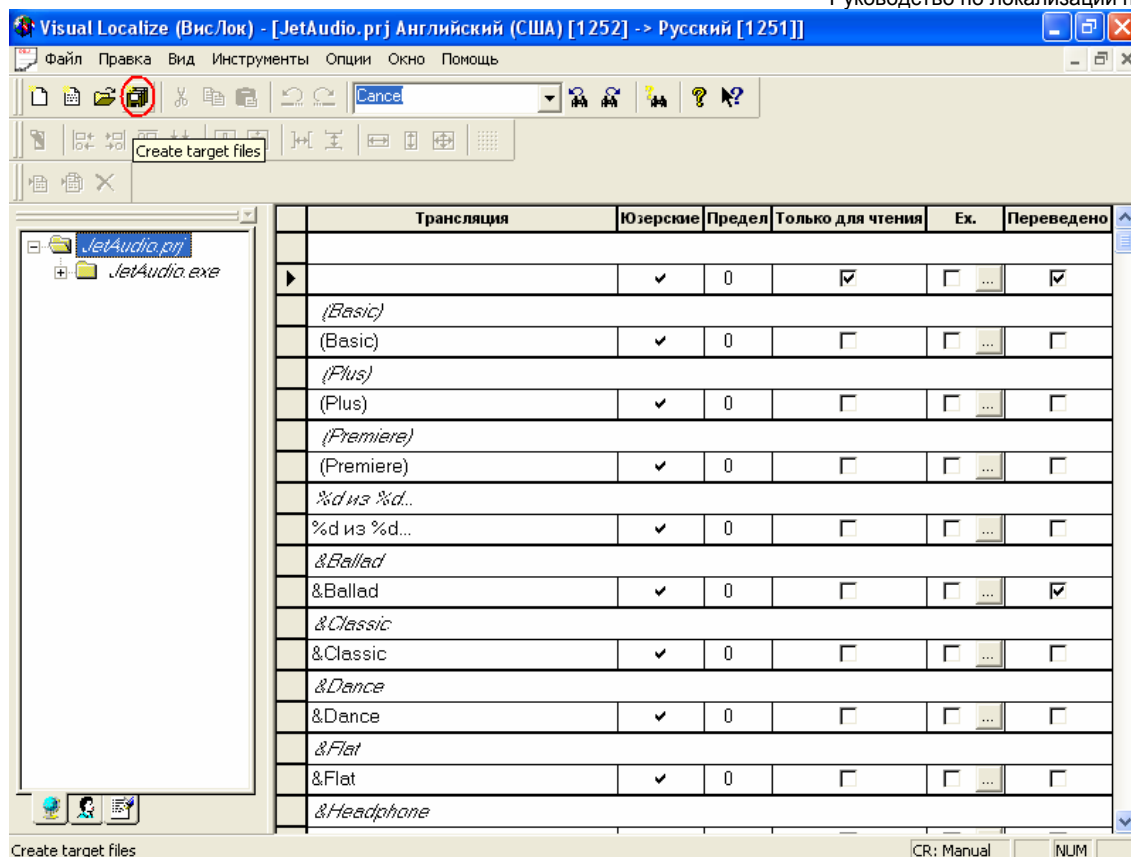 Руководство по локализации п
Visual Localize (ВисЛок) - [JetAudio.prj Английский (США) [1252] -> Русский [1251]]
Файл Правка Вид Инструменты Опции Окно Помощь
Cancel
Create target files
Трансляция Юзерские Предел Только для чтения Ex. Переведено
JetAudio.prj
JetAudio.exe
0 ...
(Basic)
(Basic) 0 ...
(Plus)
(Plus) 0 ...
(Premiere)
(Premiere) 0 ...
%d из %d...
%d из %d... 0 ...
&Ballad
&Ballad 0 ...
&Classic
&Classic 0 ...
&Dance
&Dance 0 ...
&Flat
&Flat 0 ...
&Headphone
Create target files CR: Manual NUM